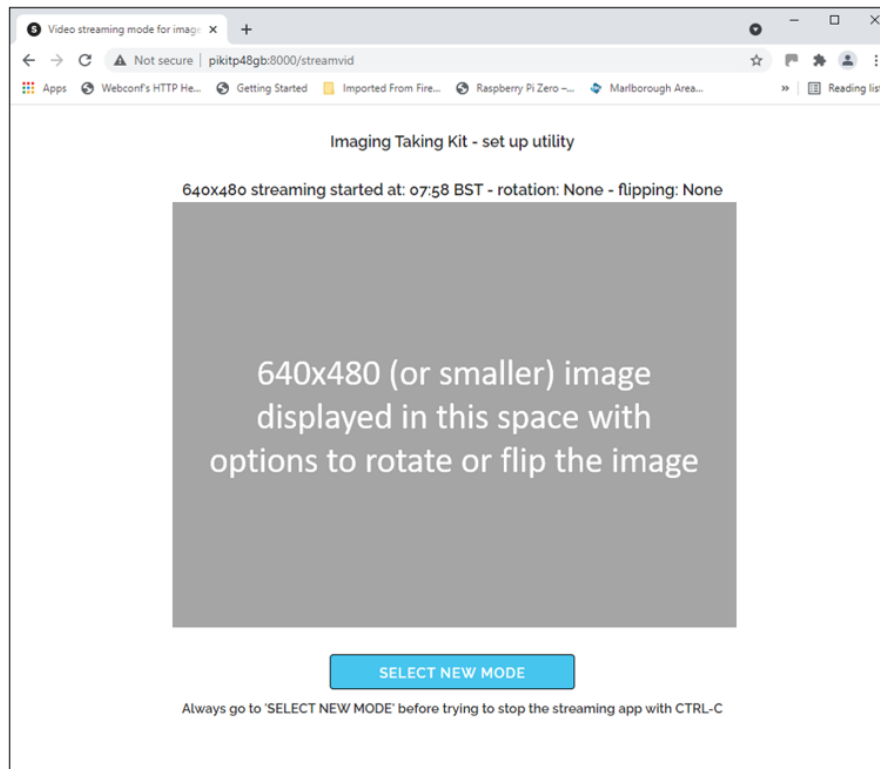 Video streaming mode for image
Not secure | pikitp48gb:8000/streamvid
Apps Webconf's HTTP He... Getting Started Imported From Fire... Raspberry Pi Zero –... Marlborough Area... » Reading list
Imaging Taking Kit - set up utility
640x480 streaming started at: 07:58 BST - rotation: None - flipping: None
640x480 (or smaller) image
displayed in this space with
options to rotate or flip the image
SELECT NEW MODE
Always go to 'SELECT NEW MODE' before trying to stop the streaming app with CTRL-C